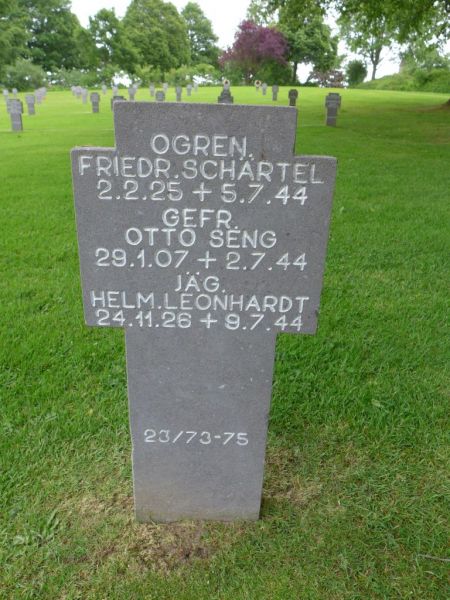 OGREN.
FRIEDR. SCHÄRTEL
2.2.25 + 5.7.44
GEFR.
OTTO SENG
29.1.07 + 2.7.44
JÄG.
HELM. LEONHARDT
24.11.26 + 9.7.44
23/73-75